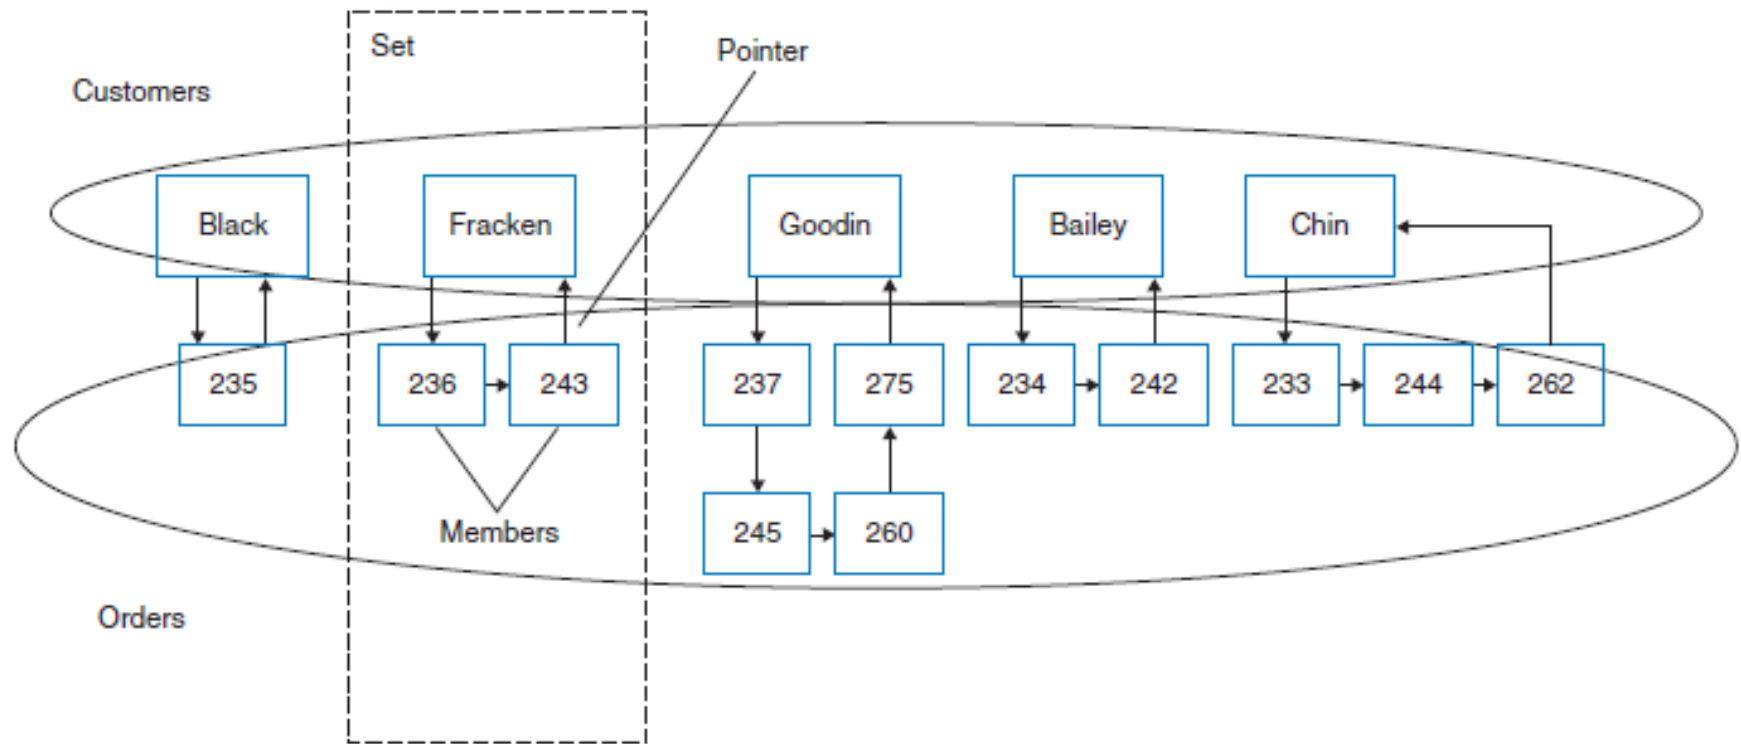 Set
Pointer
Customers
Black
Fracken
Goodin
Bailey
Chin
235
236
243
237
275
234
242
233
244
262
Members
245
260
Orders